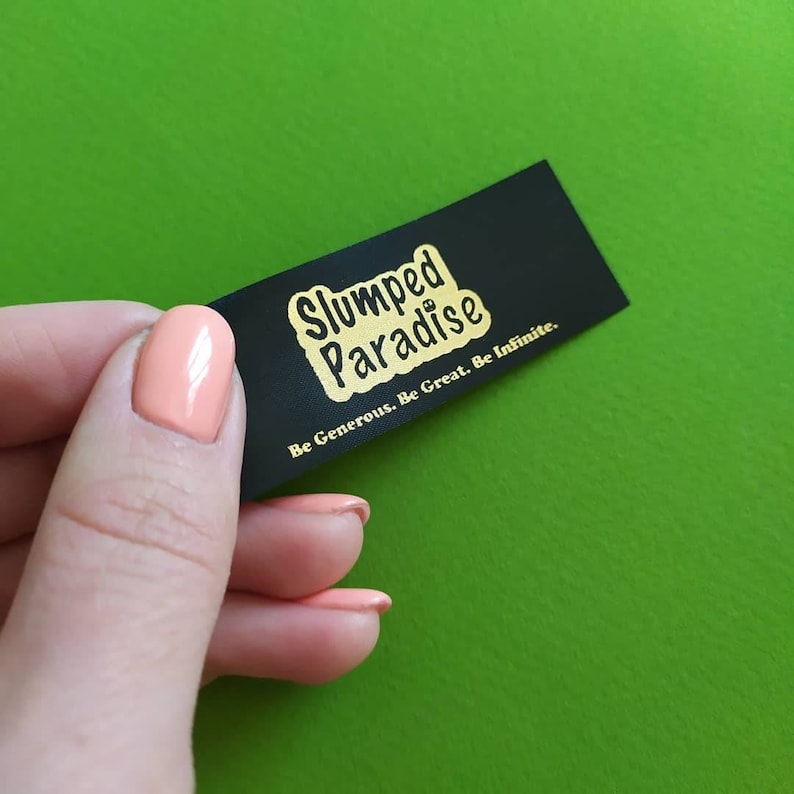 Slumped
Paradise
Be Generous. Be Great. Be Infinite.